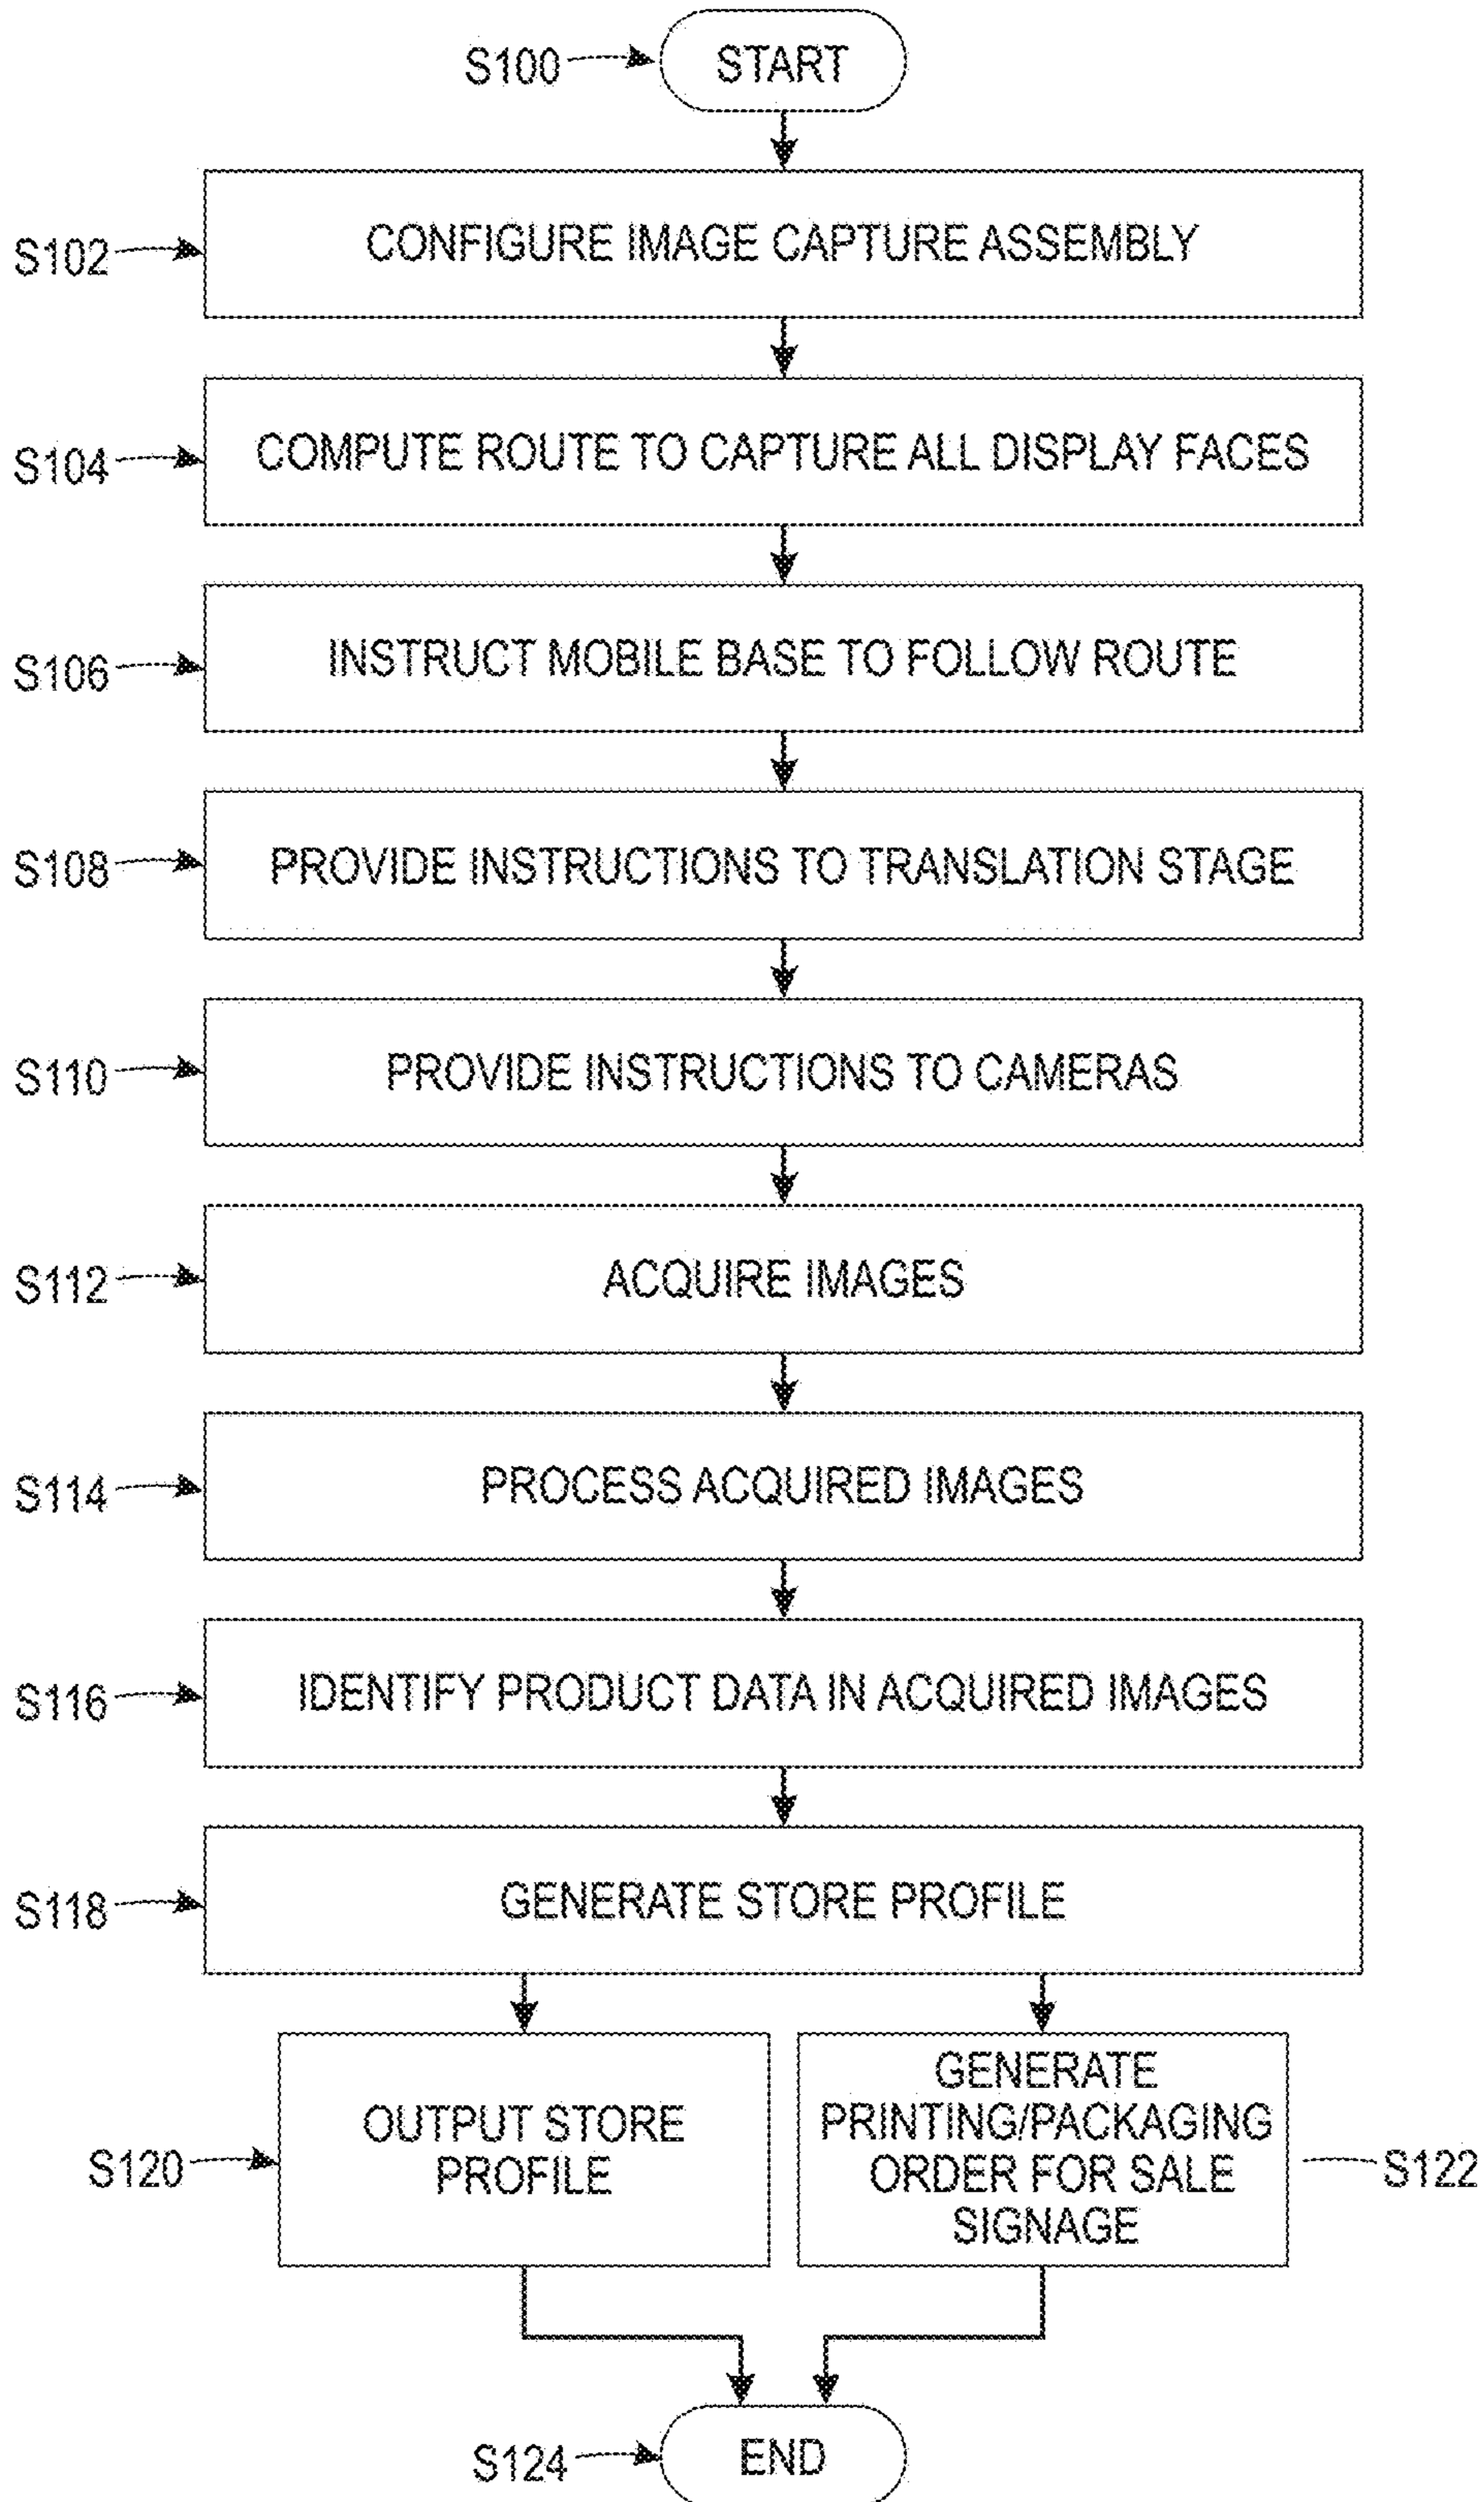 S100
START
S102
CONFIGURE IMAGE CAPTURE ASSEMBLY
S104
COMPUTE ROUTE TO CAPTURE ALL DISPLAY FACES
S106
INSTRUCT MOBILE BASE TO FOLLOW ROUTE
S108
PROVIDE INSTRUCTIONS TO TRANSLATION STAGE
S110
PROVIDE INSTRUCTIONS TO CAMERAS
S112
ACQUIRE IMAGES
S114
PROCESS ACQUIRED IMAGES
S116
IDENTIFY PRODUCT DATA IN ACQUIRED IMAGES
S118
GENERATE STORE PROFILE
S120
OUTPUT STORE
PROFILE
GENERATE
PRINTING/PACKAGING
ORDER FOR SALE
SIGNAGE
S122
S124
END